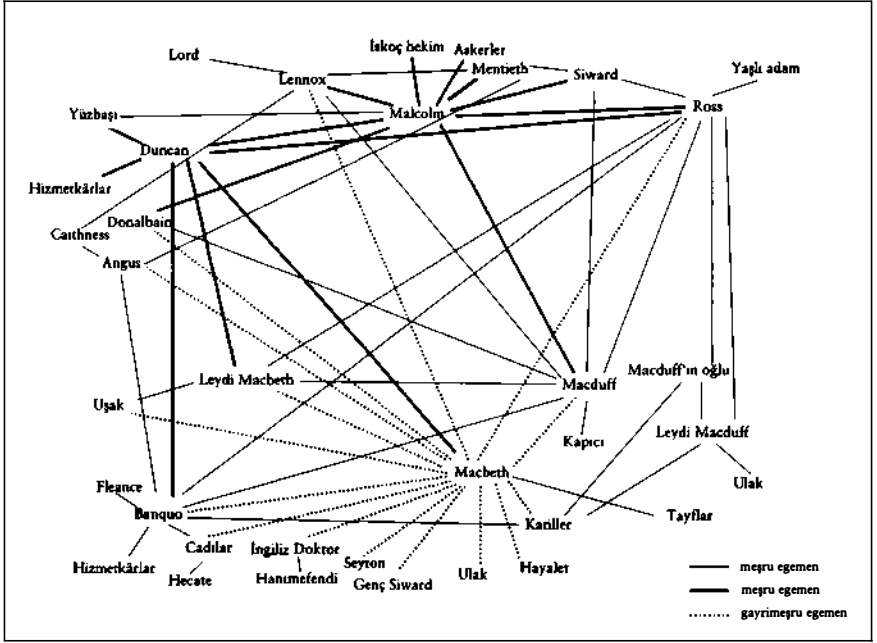 Lord
İskoç hekim
Askerler
Lennox
Mentieth
Siward
Yaşlı adam
Yüzbaşı
Malcolm
Ross
Duncan
Hizmetkârlar
Donalbain
Caithness
Angus
Leydi Macbeth
Macduff
Macduff'ın oğlu
Uşak
Kapıcı
Leydi Macduff
Macbeth
Ulak
Fleance
Banquo
Katiller
Tayflar
Cadılar
İngiliz Doktor
Hizmetkârlar
Hecate
Hanımefendi
Seyton
Genç Siward
Ulak
Hayalet
meşru egemen
meşru egemen
gayrimeşru egemen